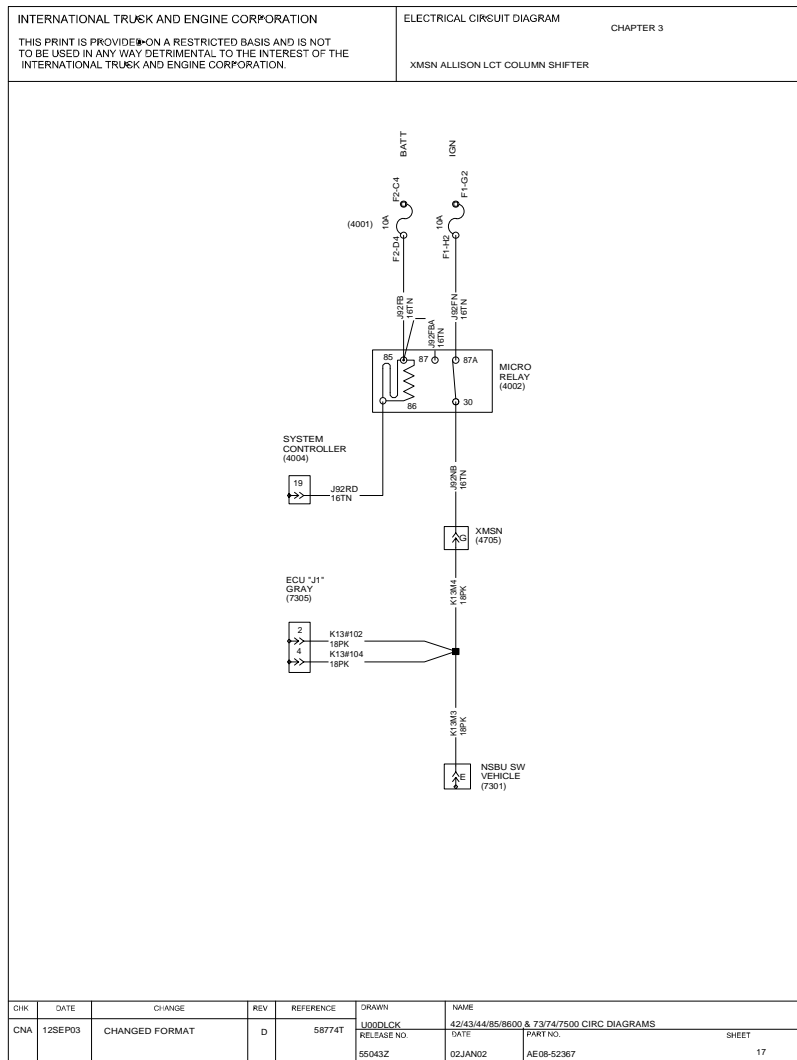 INTERNATIONAL TRUCK AND ENGINE CORPORATION
THIS PRINT IS PROVIDED ON A RESTRICTED BASIS AND IS NOT
TO BE USED IN ANY WAY DETRIMENTAL TO THE INTEREST OF THE
INTERNATIONAL TRUCK AND ENGINE CORPORATION.
ELECTRICAL CIRCUIT DIAGRAM
CHAPTER 3
XMSN ALLISON LCT COLUMN SHIFTER
BATT
IGN
F2-C4
F1-G2
(4001)
10A
10A
F2-D4
F1-H2
J92FB
16TN
J92FBA
16TN
J92FN
16TN
85
87
87A
86
30
MICRO
RELAY
(4002)
SYSTEM
CONTROLLER
(4004)
19
J92RD
16TN
J92NB
16TN
G
XMSN
(4705)
K13M4
18PK
ECU "J1"
GRAY
(7305)
2
K13#102
18PK
4
K13#104
18PK
K13M3
18PK
E
NSBU SW
VEHICLE
(7301)
CHK DATE CHANGE REV REFERENCE DRAWN NAME
CNA 12SEP03 CHANGED FORMAT D 58774T U00DLCK 42/43/44/85/8600 & 73/74/7500 CIRC DIAGRAMS
RELEASE NO. DATE PART NO. SHEET
55043Z 02JAN02 AE08-52367 17